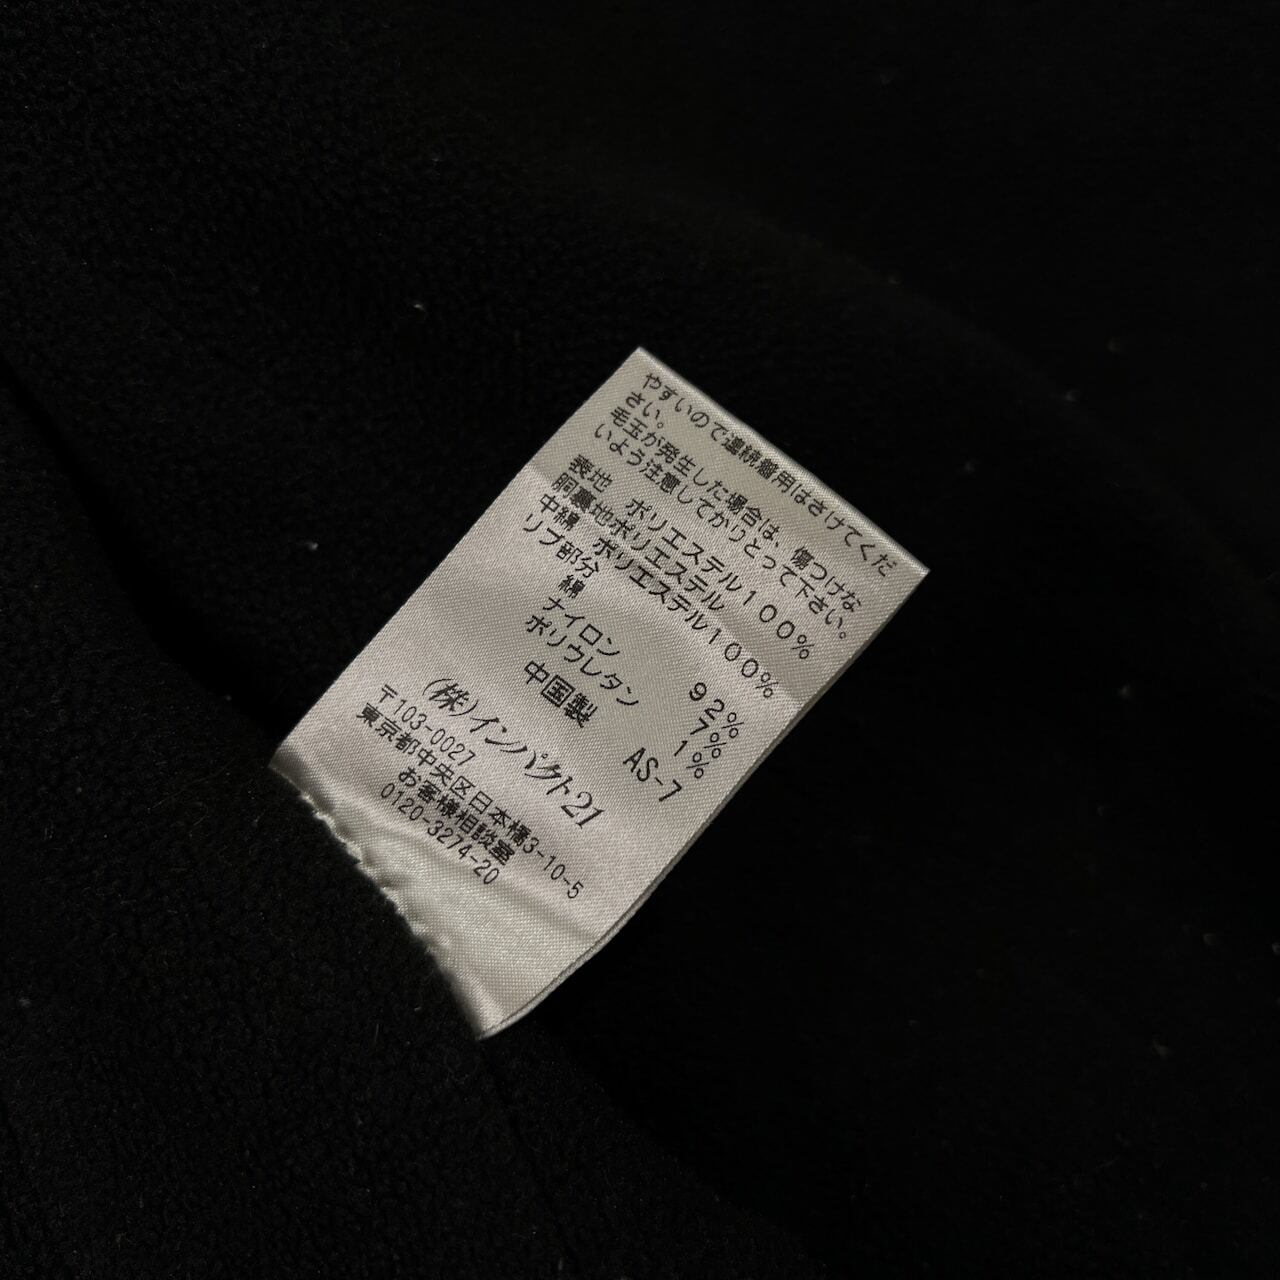 やすいので連続着用はさけてくだ
さい。
毛玉が発生した場合は、傷つけな
いよう注意してかりとって下さい。
表地 ポリエステル100%
胴裏地ポリエステル
中綿 ポリエステル100%
リブ部分
綿 92%
ナイロン 7%
ポリウレタン 1%
中国製 AS-7
(株)インパクト21
〒103-0027
東京都中央区日本橋3-10-5
お客様相談室
0120-3274-20